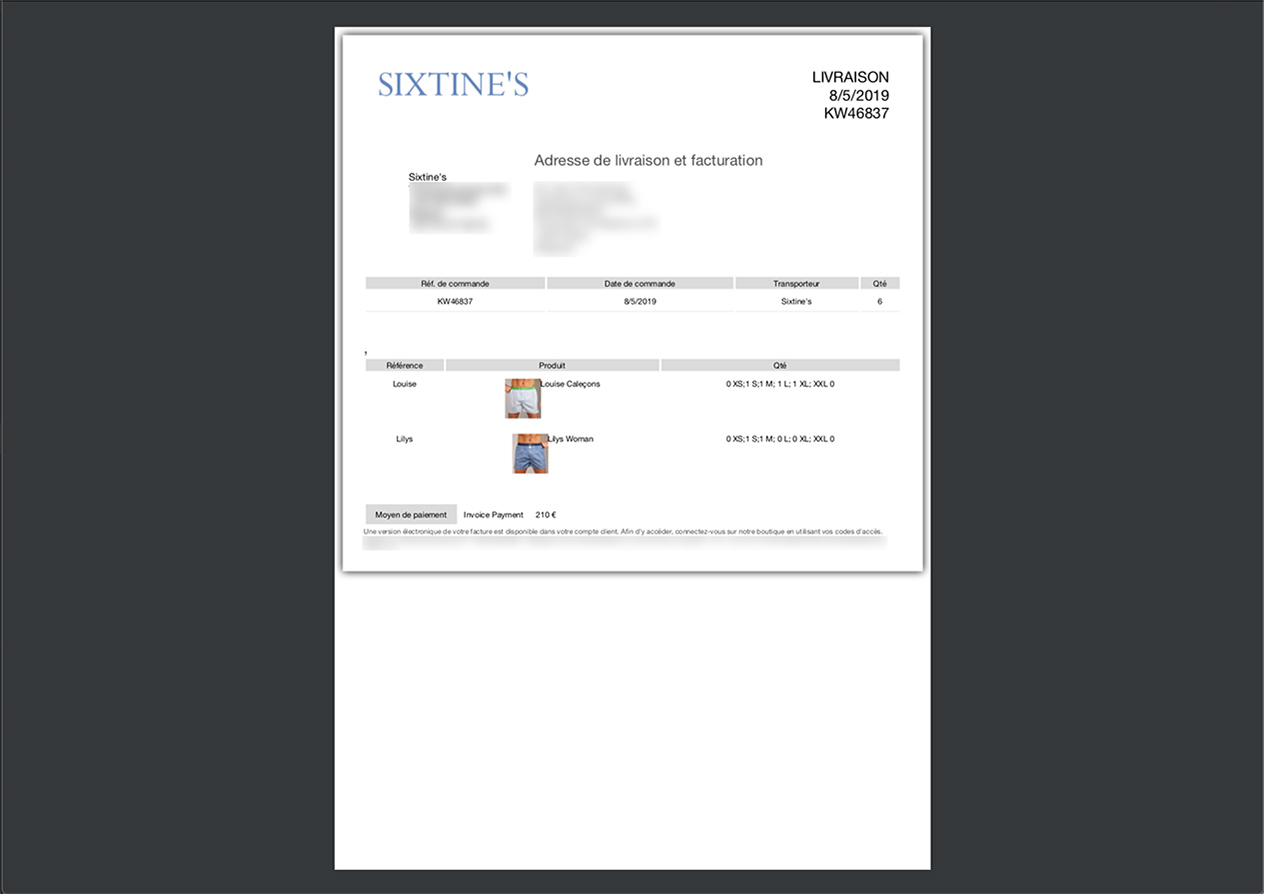 SIXTINE'S
LIVRAISON
8/5/2019
KW46837
Adresse de livraison et facturation
Sixtine's
Réf. de commande Date de commande Transporteur Qté
KW46837 8/5/2019 Sixtine's 6
,
Référence Produit Qté
Louise Louise Caleçons 0 XS;1 S;1 M; 1 L; 1 XL; XXL 0
Lilys Lilys Woman 0 XS;1 S;1 M; 0 L; 0 XL; XXL 0
Moyen de paiement Invoice Payment 210 €
Une version électronique de votre facture est disponible dans votre compte client. Afin d'y accéder, connectez-vous sur notre boutique en utilisant vos codes d'accès.